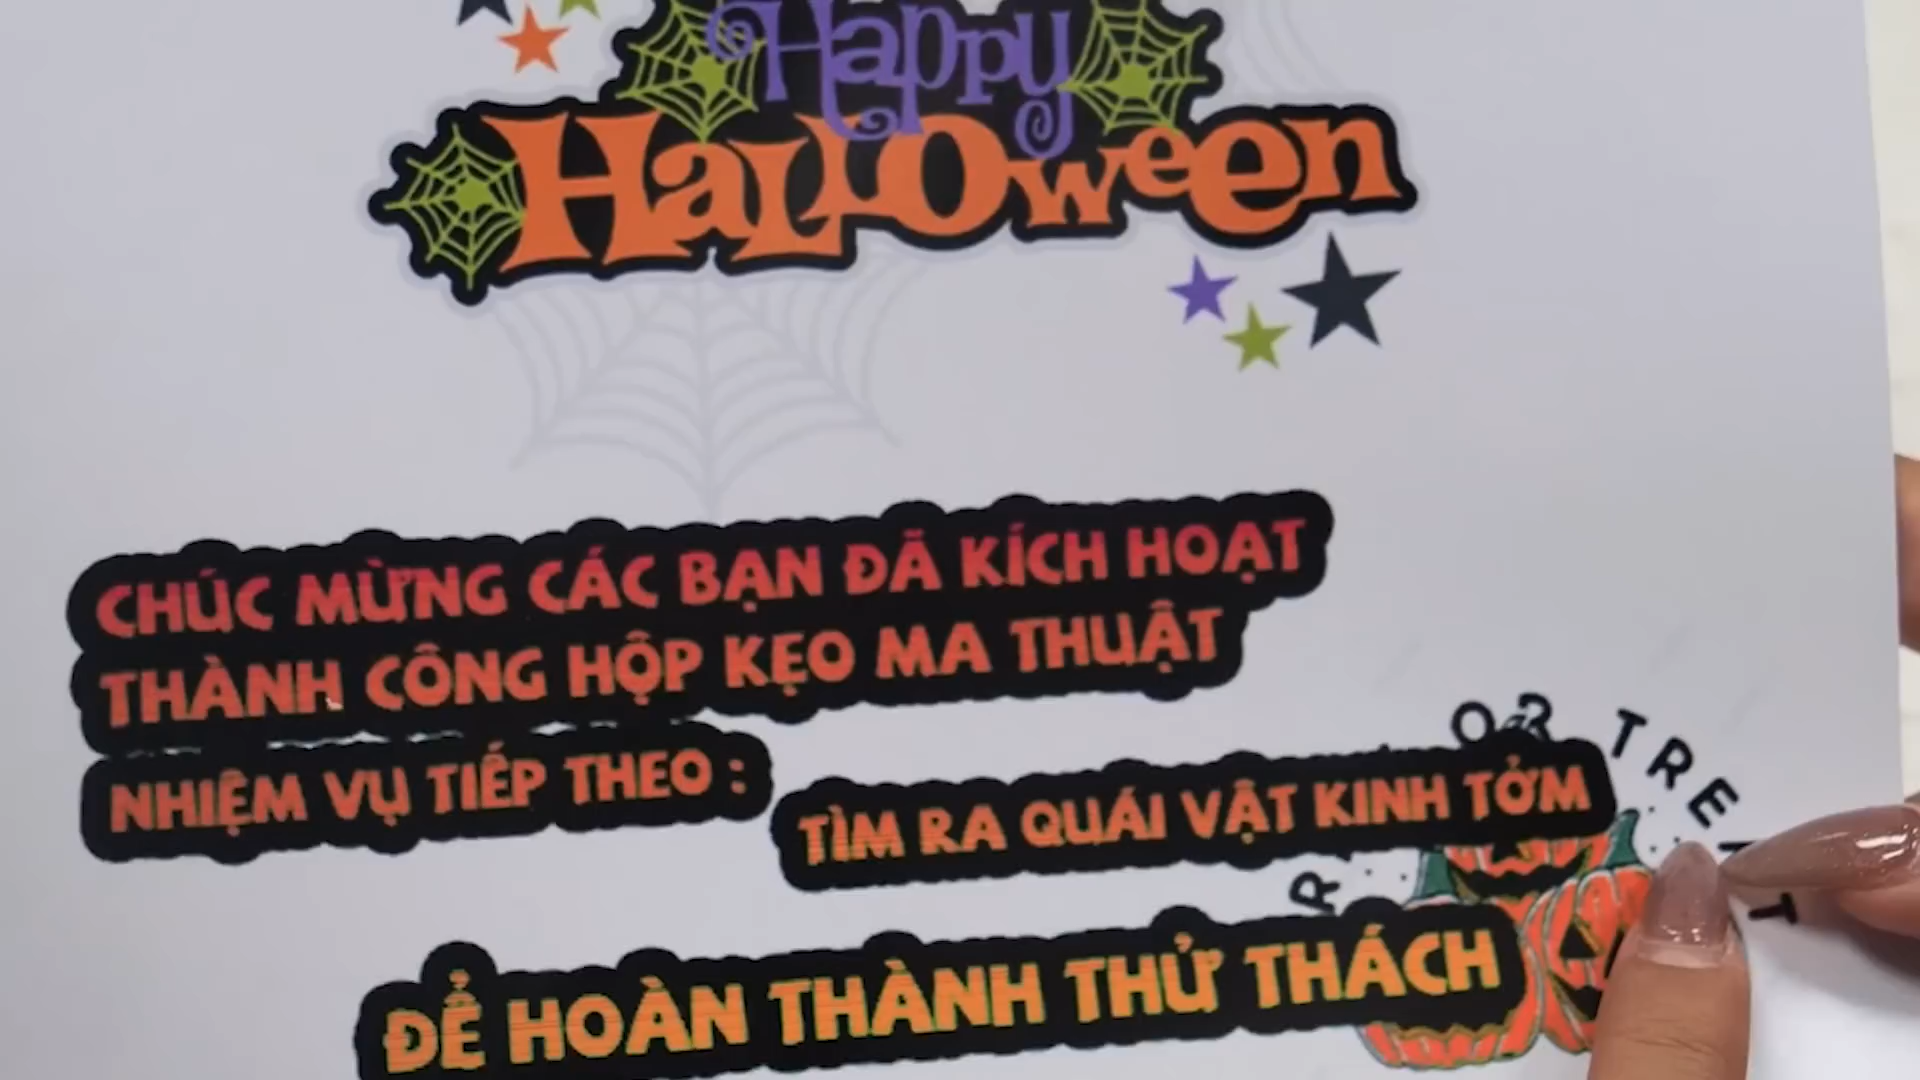 Happy
Halloween
CHÚC MỪNG CÁC BẠN ĐÃ KÍCH HOẠT
THÀNH CÔNG HỘP KẸO MA THUẬT
NHIỆM VỤ TIẾP THEO :
TÌM RA QUÁI VẬT KINH TỞM
ĐỂ HOÀN THÀNH THỬ THÁCH
OR